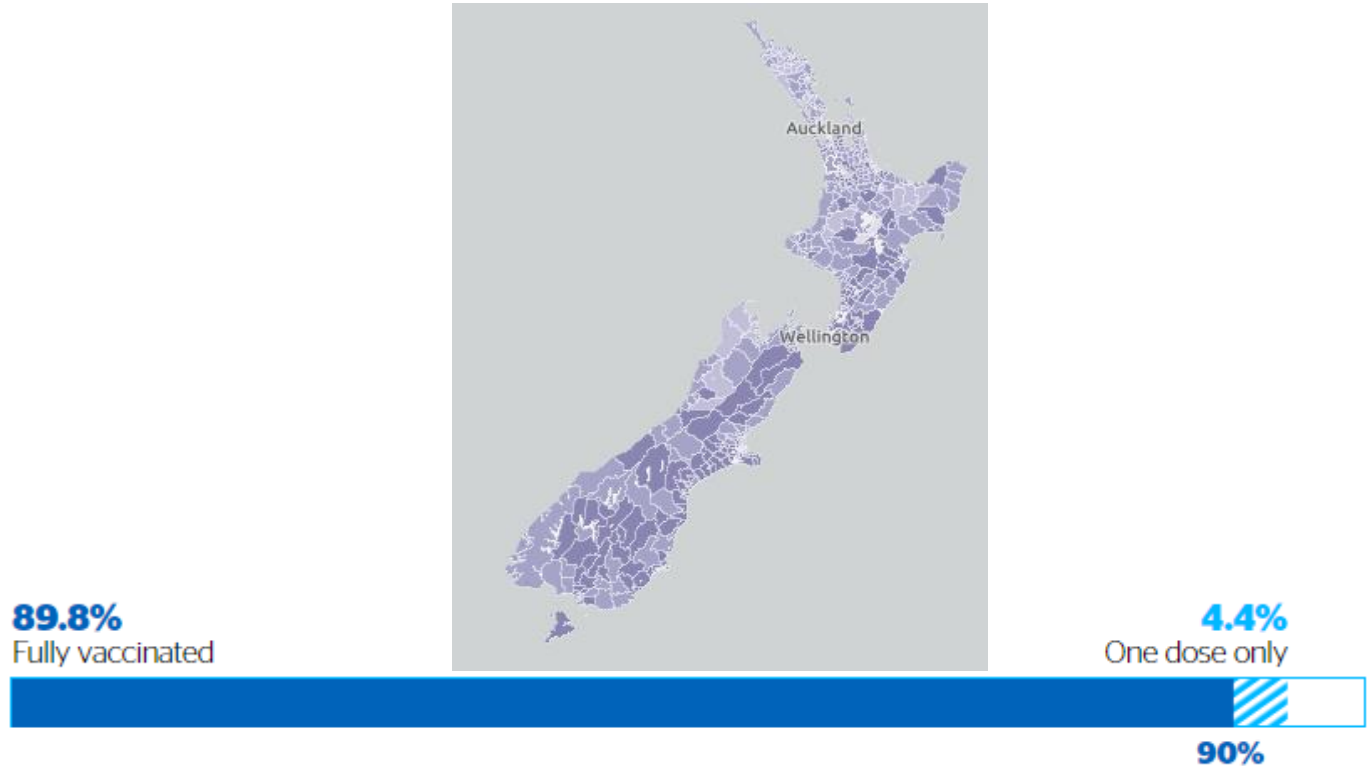 Auckland
Wellington
89.8%
Fully vaccinated
4.4%
One dose only
90%